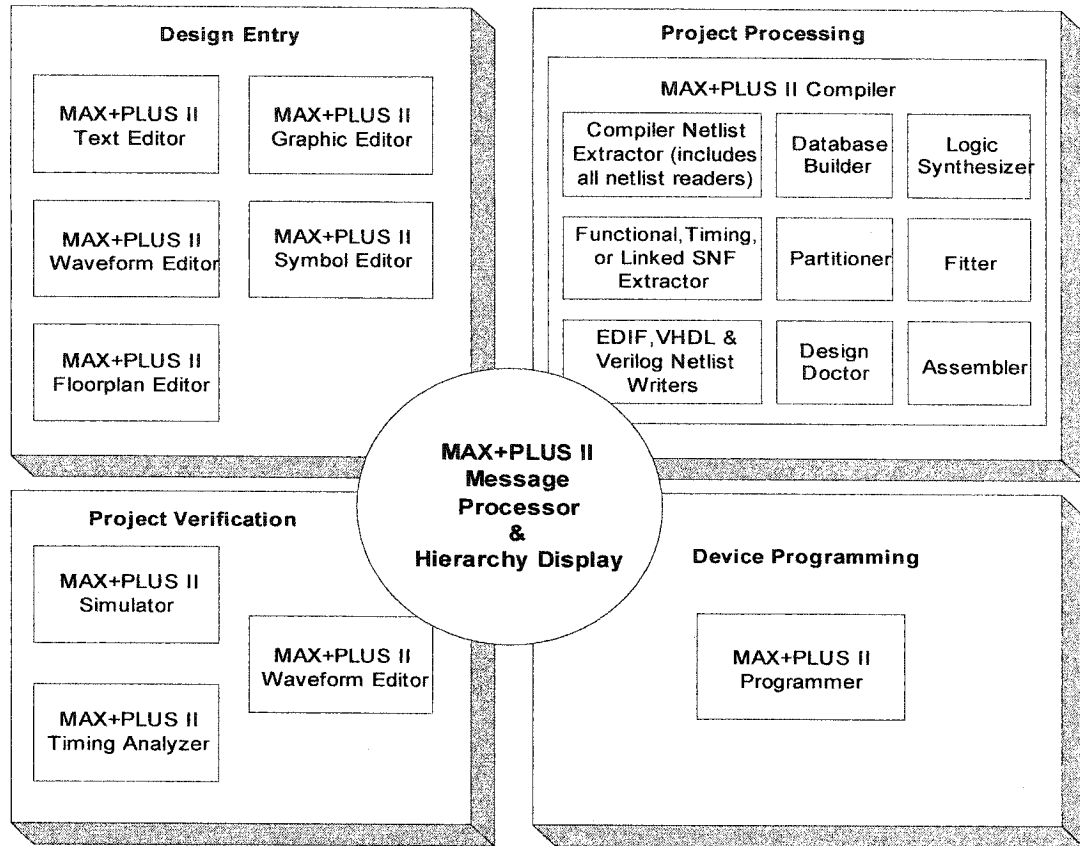 Design Entry
MAX+PLUS II
Text Editor
MAX+PLUS II
Graphic Editor
MAX+PLUS II
Waveform Editor
MAX+PLUS II
Symbol Editor
MAX+PLUS II
Floorplan Editor
Project Processing
MAX+PLUS II Compiler
Compiler Netlist
Extractor (includes
all netlist readers)
Database
Builder
Logic
Synthesizer
Functional,Timing,
or Linked SNF
Extractor
Partitioner
Fitter
EDIF,VHDL &
Verilog Netlist
Writers
Design
Doctor
Assembler
MAX+PLUS II
Message
Processor
&
Hierarchy Display
Project Verification
MAX+PLUS II
Simulator
MAX+PLUS II
Waveform Editor
MAX+PLUS II
Timing Analyzer
Device Programming
MAX+PLUS II
Programmer